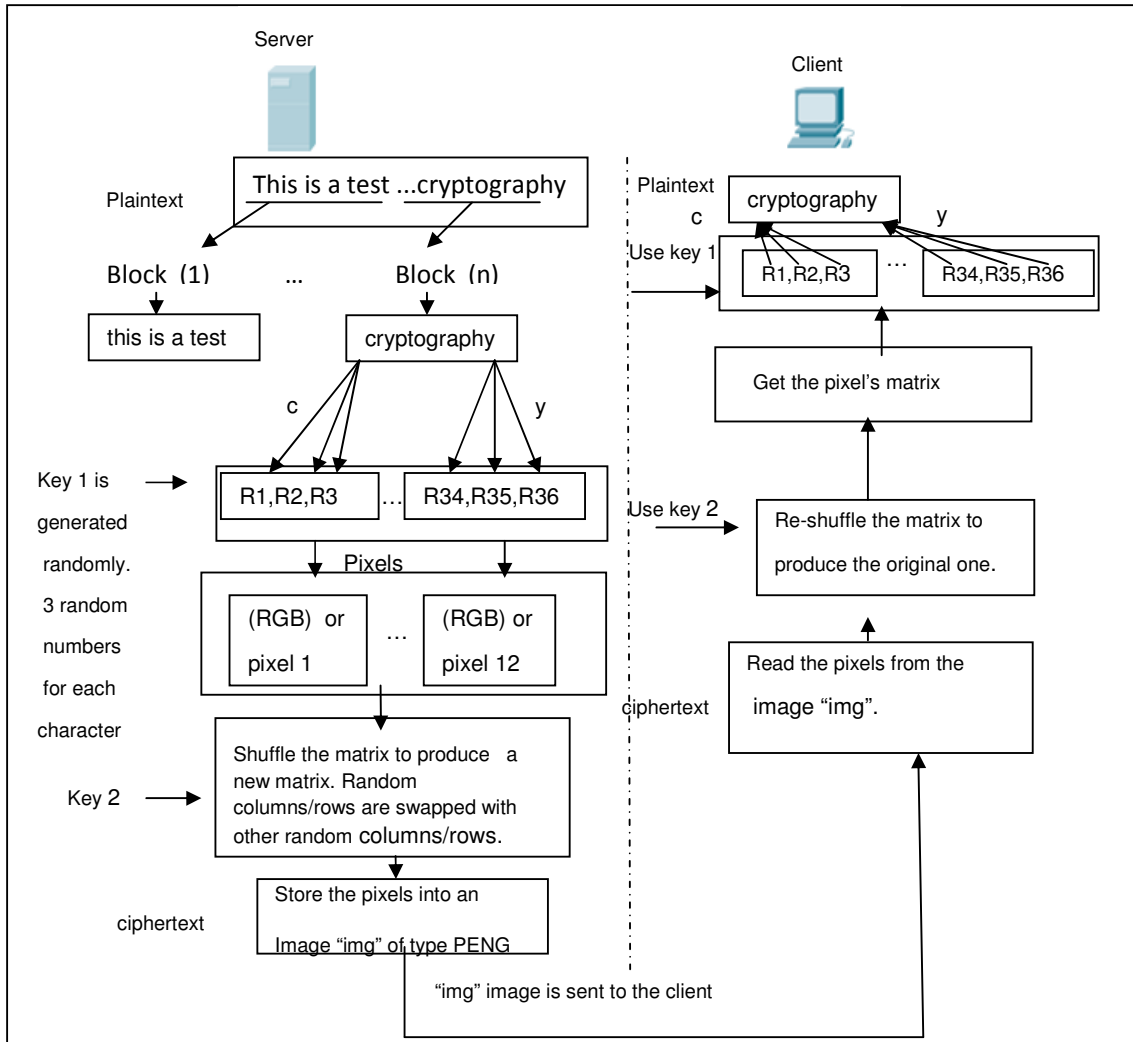 Server
Plaintext
This is a test ...cryptography
Block (1)
...
Block (n)
this is a test
cryptography
c
y
Key 1 is
generated
randomly.
3 random
numbers
for each
character
R1,R2,R3
...
R34,R35,R36
Pixels
(RGB) or
pixel 1
...
(RGB) or
pixel 12
Key 2
Shuffle the matrix to produce a
new matrix. Random
columns/rows are swapped with
other random columns/rows.
ciphertext
Store the pixels into an
Image “img” of type PENG
“img” image is sent to the client
Client
Plaintext
cryptography
c
y
Use key 1
R1,R2,R3
...
R34,R35,R36
Get the pixel’s matrix
Use key 2
Re-shuffle the matrix to
produce the original one.
ciphertext
Read the pixels from the
image “img”.